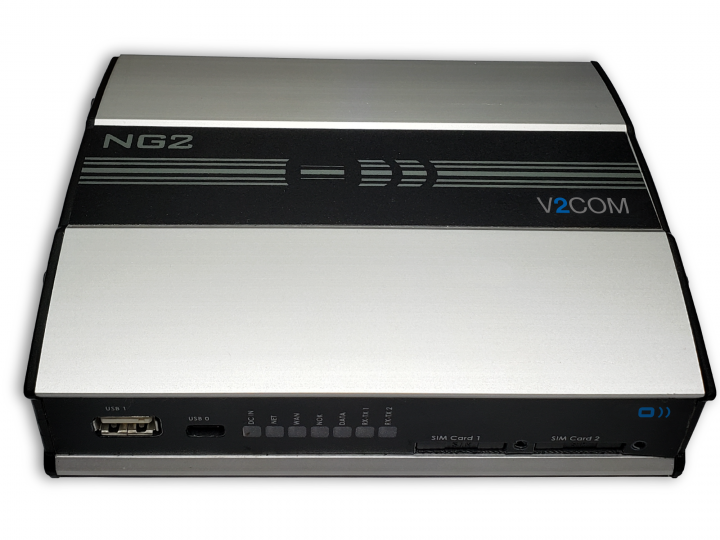 NG2
V2COM
USB 1
USB 0
DC IN
NET
WAN
NCK
DATA
RX-TX 1
RX-TX 2
SIM Card 1
SIM Card 2